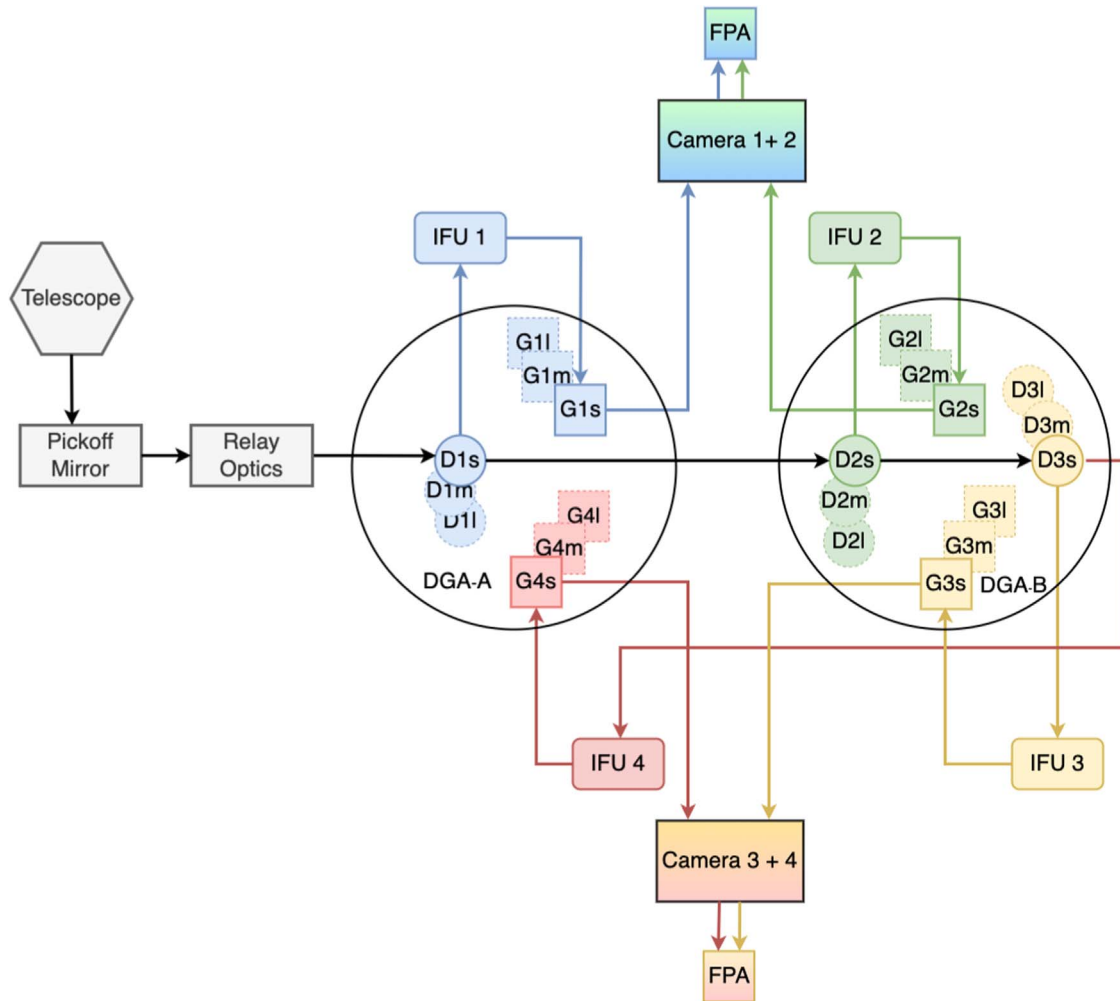 FPA
Camera 1+ 2
IFU 1
IFU 2
Telescope
G1l
G1m
G1s
G2l
G2m
G2s
D3l
D3m
D3s
Pickoff
Mirror
Relay
Optics
D1s
D1m
D1l
D2s
D2m
D2l
G4l
G4m
G4s
DGA-A
G3l
G3m
G3s
DGA-B
IFU 4
IFU 3
Camera 3 + 4
FPA